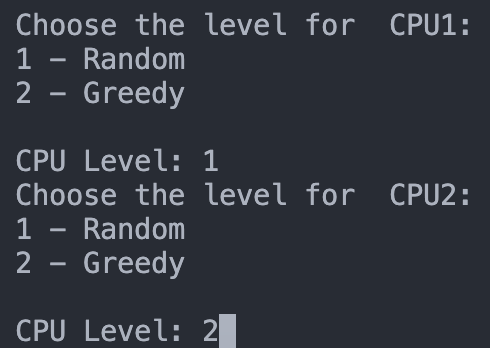 Choose the level for  CPU1:
1 – Random
2 – Greedy
CPU Level: 1
Choose the level for  CPU2:
1 – Random
2 – Greedy
CPU Level: 2